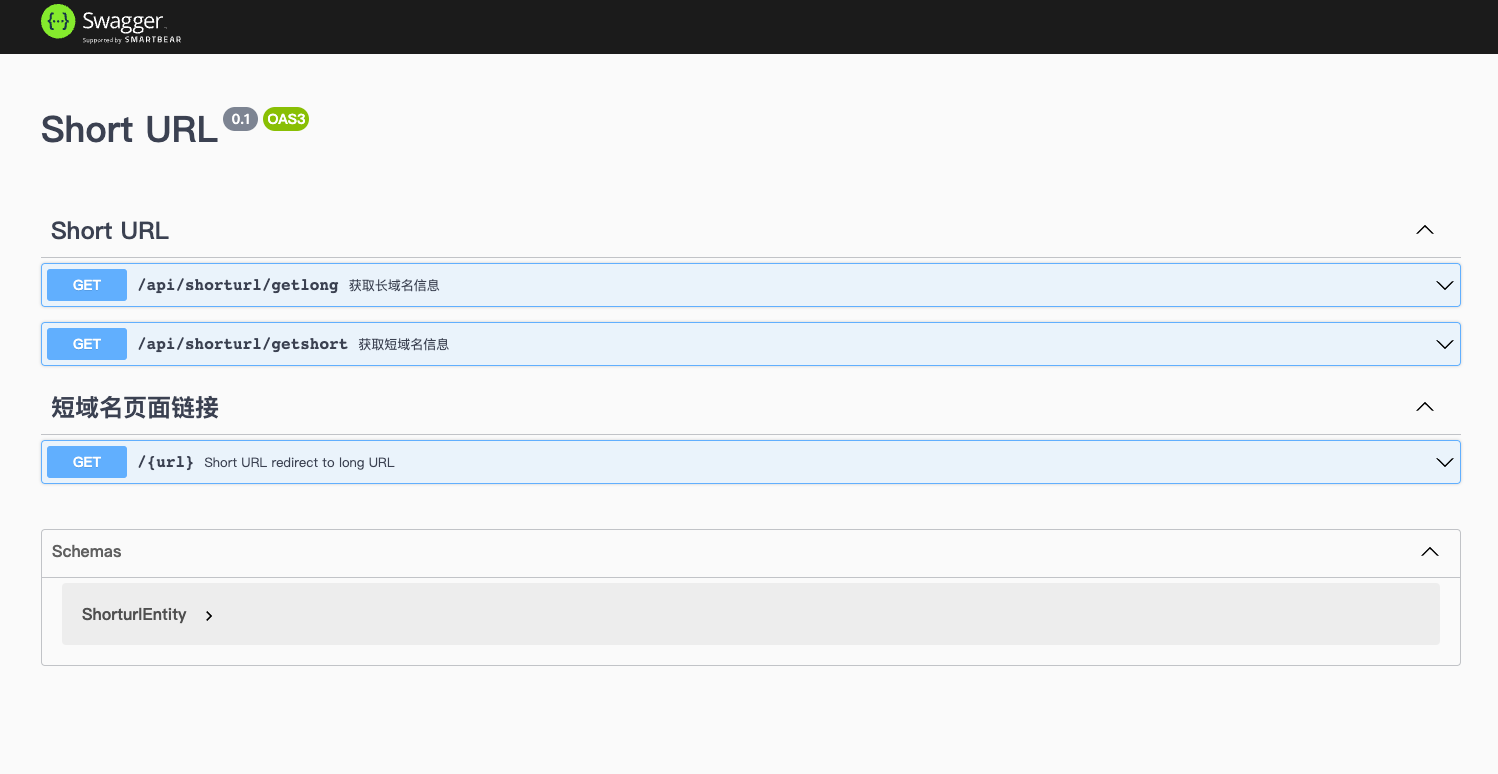 Swagger
Supported by SMARTBEAR
Short URL 0.1 OAS3
Short URL
GET /api/shorturl/getlong 获取长域名信息
GET /api/shorturl/getshort 获取短域名信息
短域名页面链接
GET /{url} Short URL redirect to long URL
Schemas
ShorturlEntity